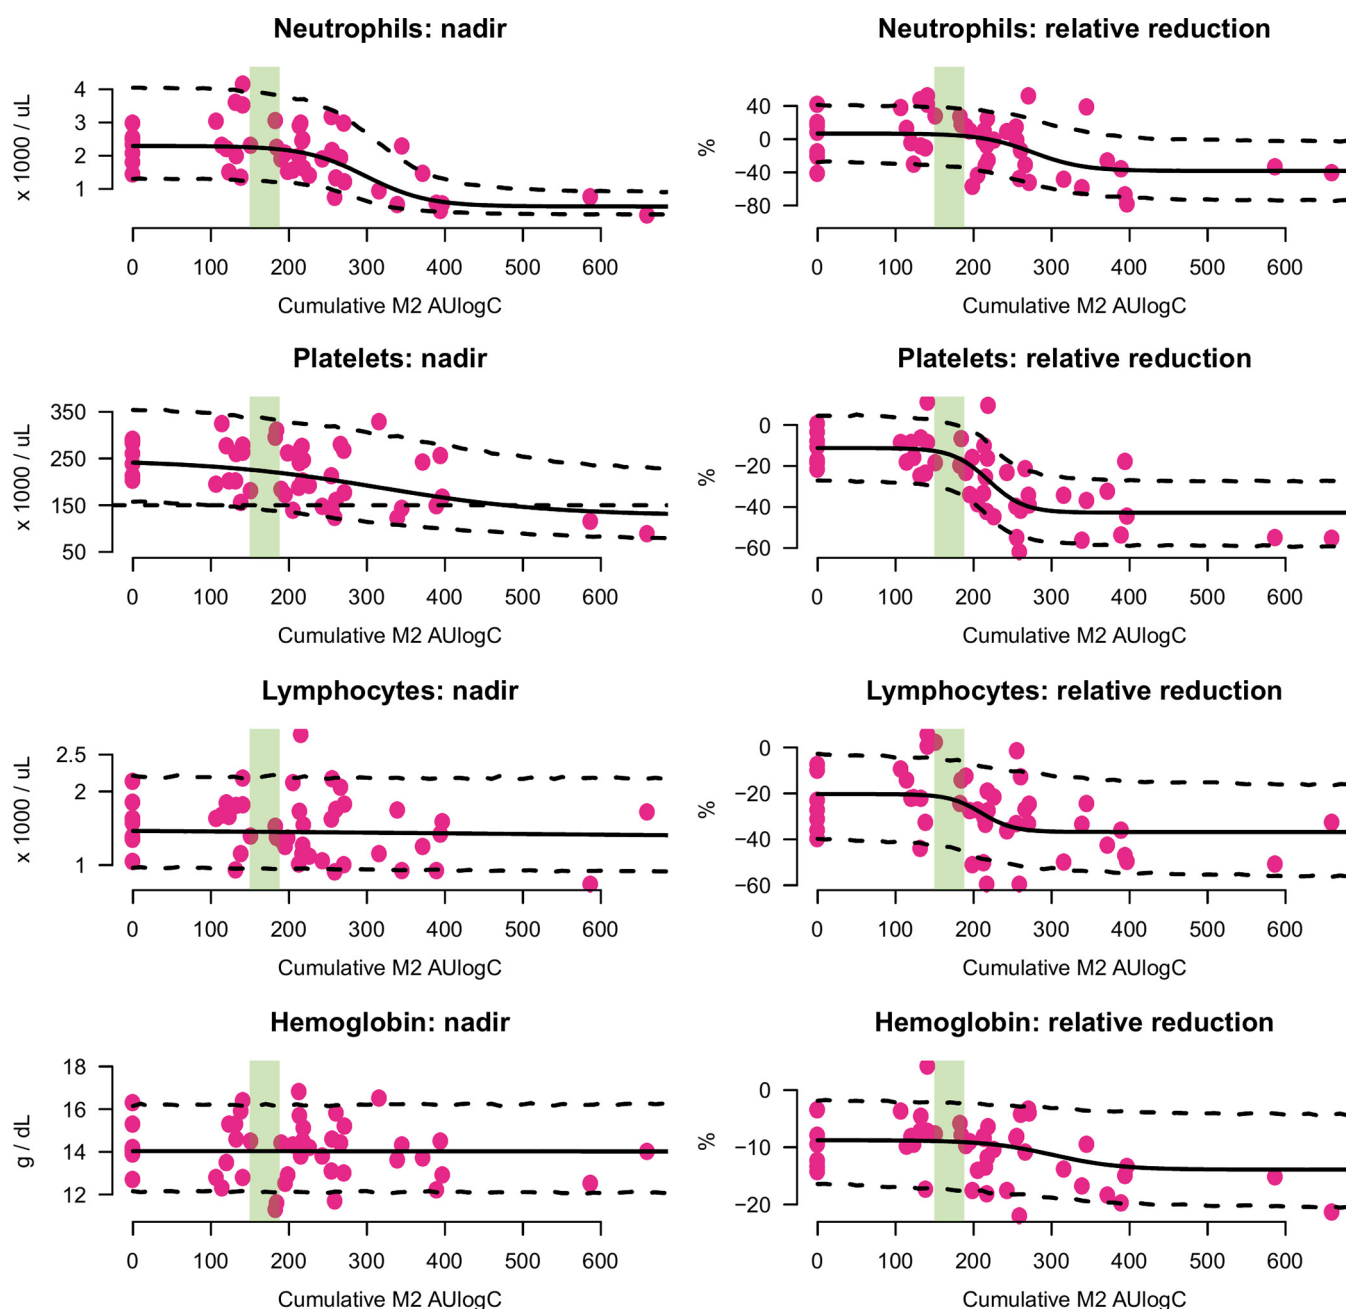 Neutrophils: nadir
x 1000 / uL
4
3
2
1
0 100 200 300 400 500 600
Cumulative M2 AUlogC
Neutrophils: relative reduction
%
40
0
−40
−80
0 100 200 300 400 500 600
Cumulative M2 AUlogC
Platelets: nadir
x 1000 / uL
350
250
150
50
0 100 200 300 400 500 600
Cumulative M2 AUlogC
Platelets: relative reduction
%
0
−20
−40
−60
0 100 200 300 400 500 600
Cumulative M2 AUlogC
Lymphocytes: nadir
x 1000 / uL
2.5
2
1
0 100 200 300 400 500 600
Cumulative M2 AUlogC
Lymphocytes: relative reduction
%
0
−20
−40
−60
0 100 200 300 400 500 600
Cumulative M2 AUlogC
Hemoglobin: nadir
g / dL
18
16
14
12
0 100 200 300 400 500 600
Cumulative M2 AUlogC
Hemoglobin: relative reduction
%
0
−10
−20
0 100 200 300 400 500 600
Cumulative M2 AUlogC